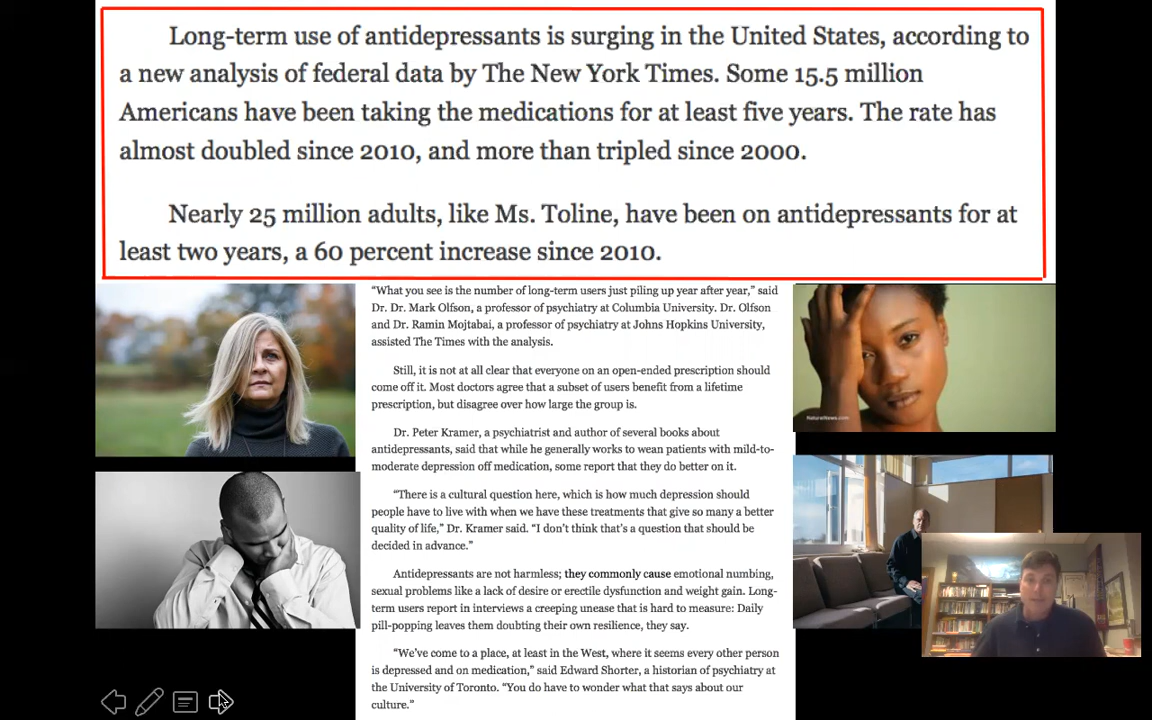 Long-term use of antidepressants is surging in the United States, according to
a new analysis of federal data by The New York Times. Some 15.5 million
Americans have been taking the medications for at least five years. The rate has
almost doubled since 2010, and more than tripled since 2000.
Nearly 25 million adults, like Ms. Toline, have been on antidepressants for at
least two years, a 60 percent increase since 2010.
“What you see is the number of long-term users just piling up year after year,” said
Dr. Dr. Mark Olfson, a professor of psychiatry at Columbia University. Dr. Olfson
and Dr. Ramin Mojtabai, a professor of psychiatry at Johns Hopkins University,
assisted The Times with the analysis.
Still, it is not at all clear that everyone on an open-ended prescription should
come off it. Most doctors agree that a subset of users benefit from a lifetime
prescription, but disagree over how large the group is.
Dr. Peter Kramer, a psychiatrist and author of several books about
antidepressants, said that while he generally works to wean patients with mild-to-
moderate depression off medication, some report that they do better on it.
“There is a cultural question here, which is how much depression should
people have to live with when we have these treatments that give so many a better
quality of life,” Dr. Kramer said. “I don’t think that’s a question that should be
decided in advance.”
Antidepressants are not harmless; they commonly cause emotional numbing,
sexual problems like a lack of desire or erectile dysfunction and weight gain. Long-
term users report in interviews a creeping unease that is hard to measure: Daily
pill-popping leaves them doubting their own resilience, they say.
“We’ve come to a place, at least in the West, where it seems every other person
is depressed and on medication,” said Edward Shorter, a historian of psychiatry at
the University of Toronto. “You do have to wonder what that says about our
culture.”
NaturalNews.com